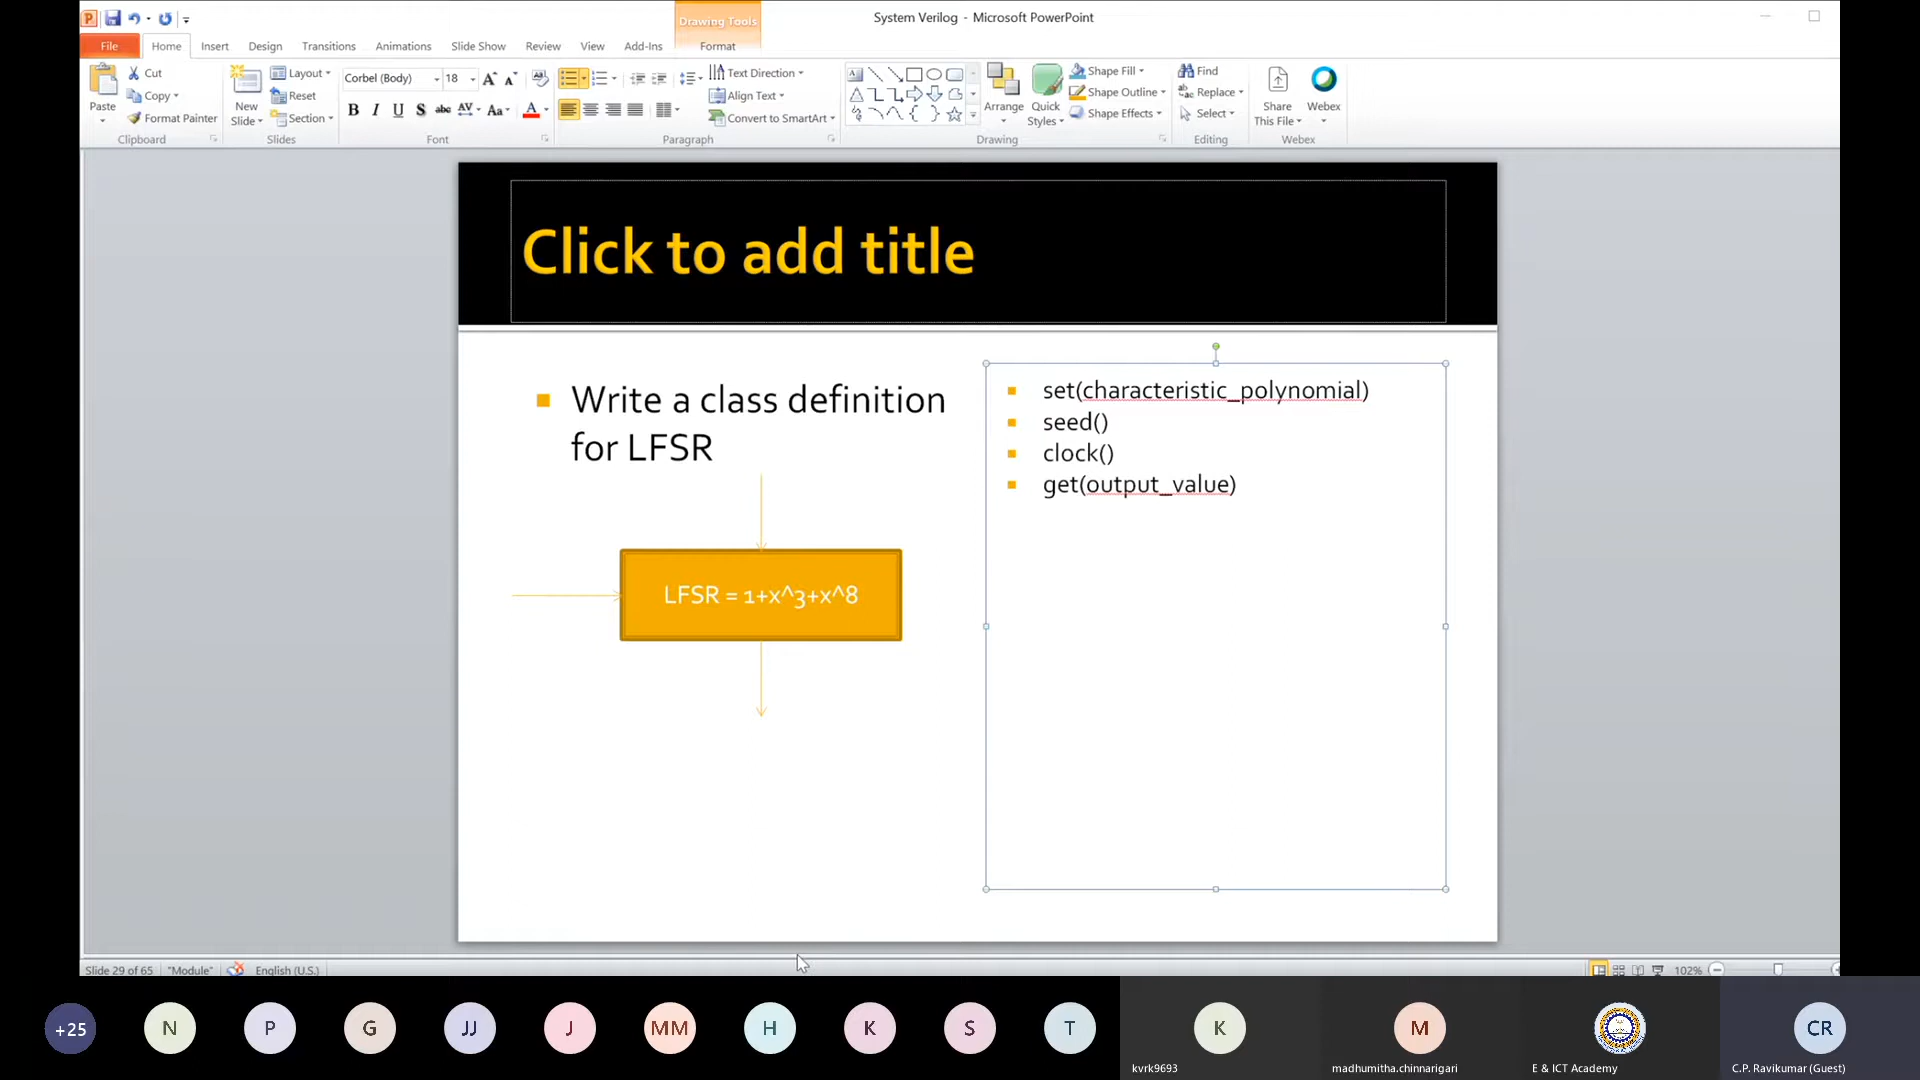 System Verilog - Microsoft PowerPoint
Drawing Tools
File Home Insert Design Transitions Animations Slide Show Review View Add-Ins Format
Paste
Cut
Copy
Format Painter
Clipboard
New
Slide
Layout
Reset
Section
Slides
Corbel (Body) 18
B I U S abc AV Aa A
Font
Text Direction
Align Text
Convert to SmartArt
Paragraph
Arrange
Quick
Styles
Shape Fill
Shape Outline
Shape Effects
Drawing
Find
Replace
Select
Editing
Share
This File
Webex
Webex
Click to add title
Write a class definition
for LFSR
LFSR = 1+x^3+x^8
set(characteristic_polynomial)
seed()
clock()
get(output_value)
Slide 29 of 65 "Module" English (U.S.) 102%
+25 N P G JJ J MM H K S T K M CR
kvrk9693 madhumitha.chinnarigari E & ICT Academy C.P. Ravikumar (Guest)